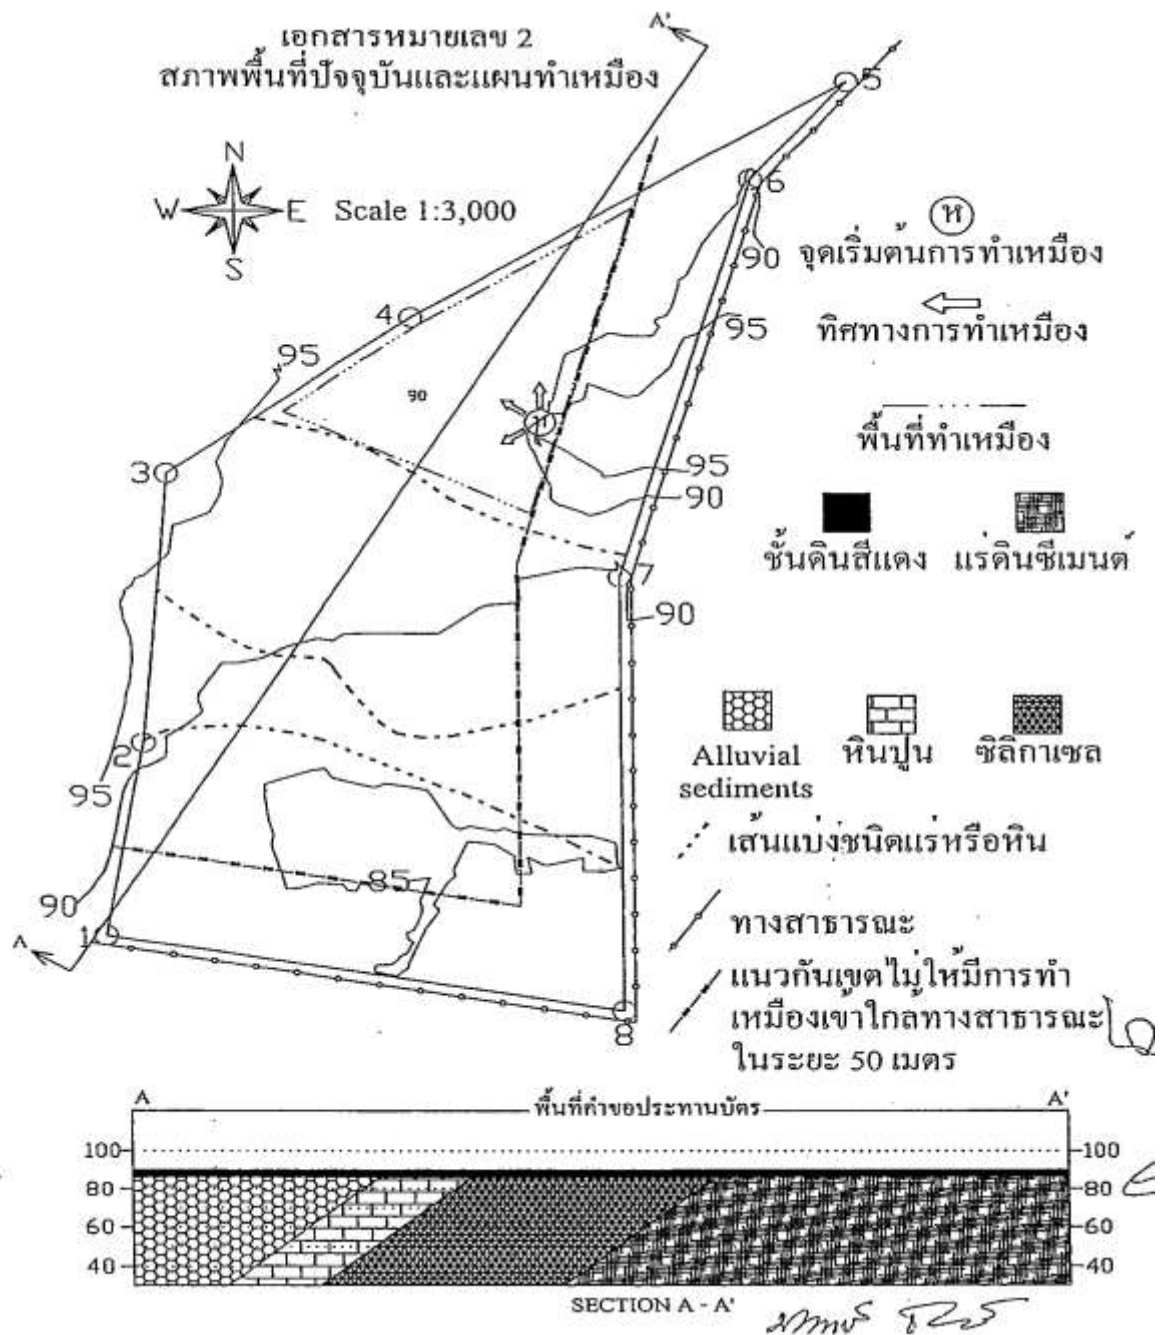 เอกสารหมายเลข 2
สภาพพื้นที่ปัจจุบันและแผนทำเหมือง
A'
N
W E
S
Scale 1:3,000
5
6
90
95
4
95
90
ห
3
95
90
7
90
2
95
85
90
1
A
8
ห
จุดเริ่มต้นการทำเหมือง
ทิศทางการทำเหมือง
พื้นที่ทำเหมือง
ชั้นดินสีแดง แร่ดินซีเมนต์
Alluvial sediments
หินปูน
ซิลิกาเซล
เส้นแบ่งชนิดแร่หรือหิน
ทางสาธารณะ
แนวกันเขตไม่ให้มีการทำ
เหมืองเข้าใกล้ทางสาธารณะ
ในระยะ 50 เมตร
A พื้นที่คำขอประทานบัตร A'
100 100
80 80
60 60
40 40
SECTION A - A'